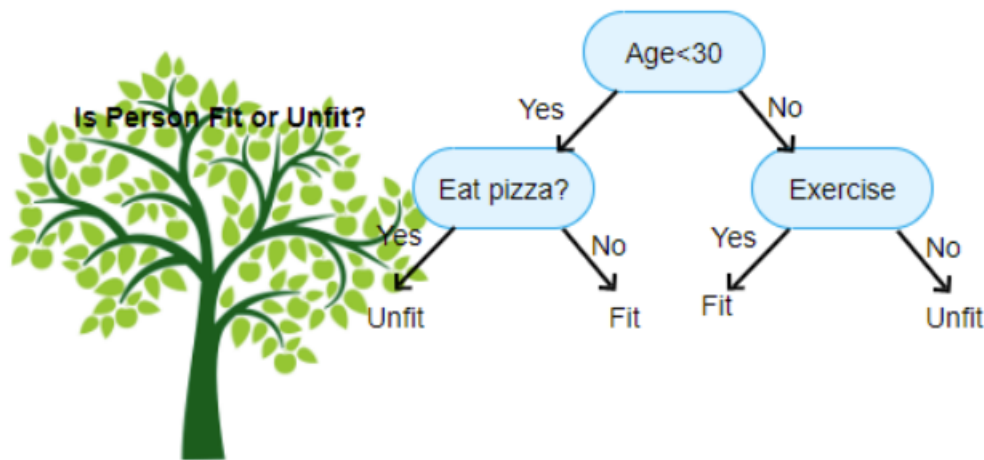 Is Person Fit or Unfit?
Age<30
Yes
No
Eat pizza?
Exercise
Yes
No
Yes
No
Unfit
Fit
Fit
Unfit